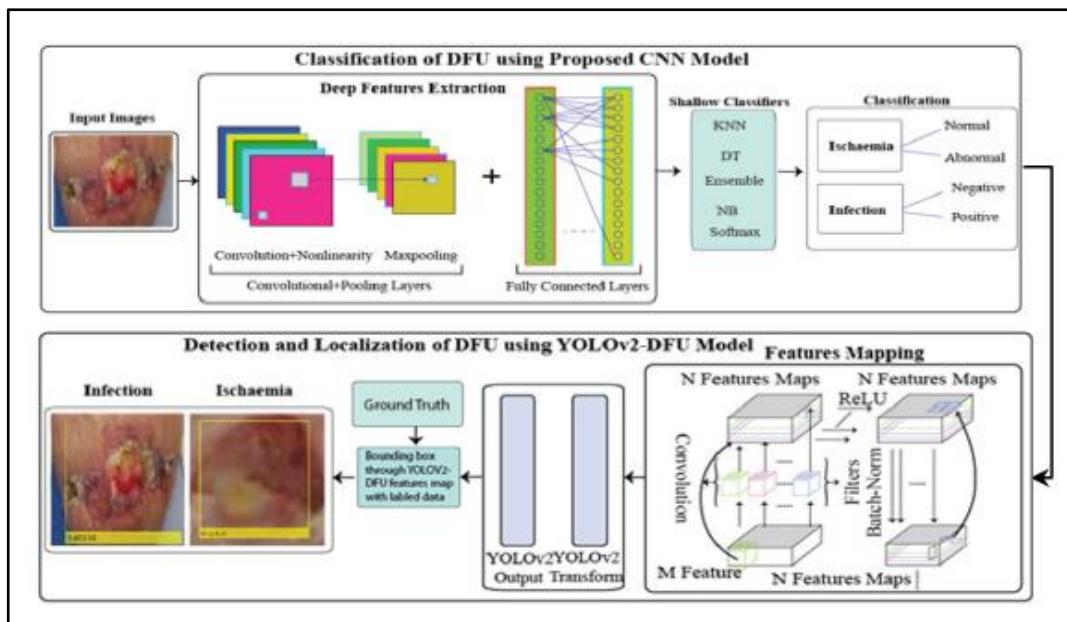 Classification of DFU using Proposed CNN Model
Input Images
Deep Features Extraction
Convolution+Nonlinearity
Maxpooling
Convolutional+Pooling Layers
+
Fully Connected Layers
Shallow Classifiers
KNN
DT
Ensemble
NB
Softmax
Classification
Ischaemia
Normal
Abnormal
Infection
Negative
Positive
Detection and Localization of DFU using YOLOv2-DFU Model
Infection
Ischaemia
Ground Truth
Bounding box
through YOLOV2-
DFU features map
with labled data
YOLOv2
Output
YOLOv2
Transform
Features Mapping
N Features Maps
N Features Maps
ReLU
Convolution
Filters
Batch-Norm
M Feature
N Features Maps